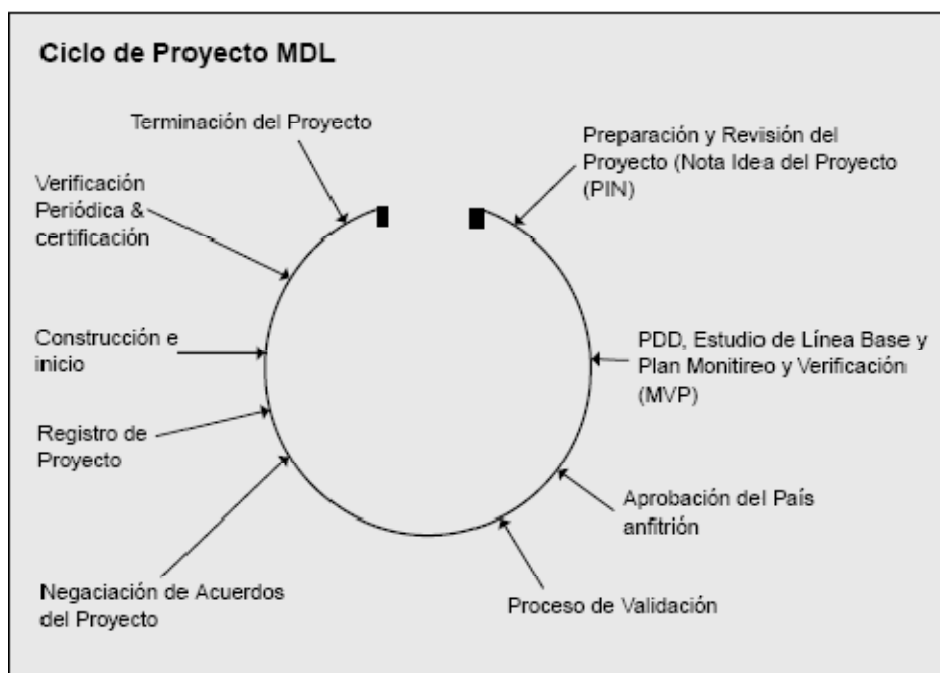 Ciclo de Proyecto MDL
Terminación del Proyecto
Preparación y Revisión del
Proyecto (Nota Idea del Proyecto
(PIN)
Verificación
Periódica &
certificación
Construcción e
inicio
PDD, Estudio de Línea Base y
Plan Monitireo y Verificación
(MVP)
Registro de
Proyecto
Aprobación del País
anfitrión
Negaciación de Acuerdos
del Proyecto
Proceso de Validación